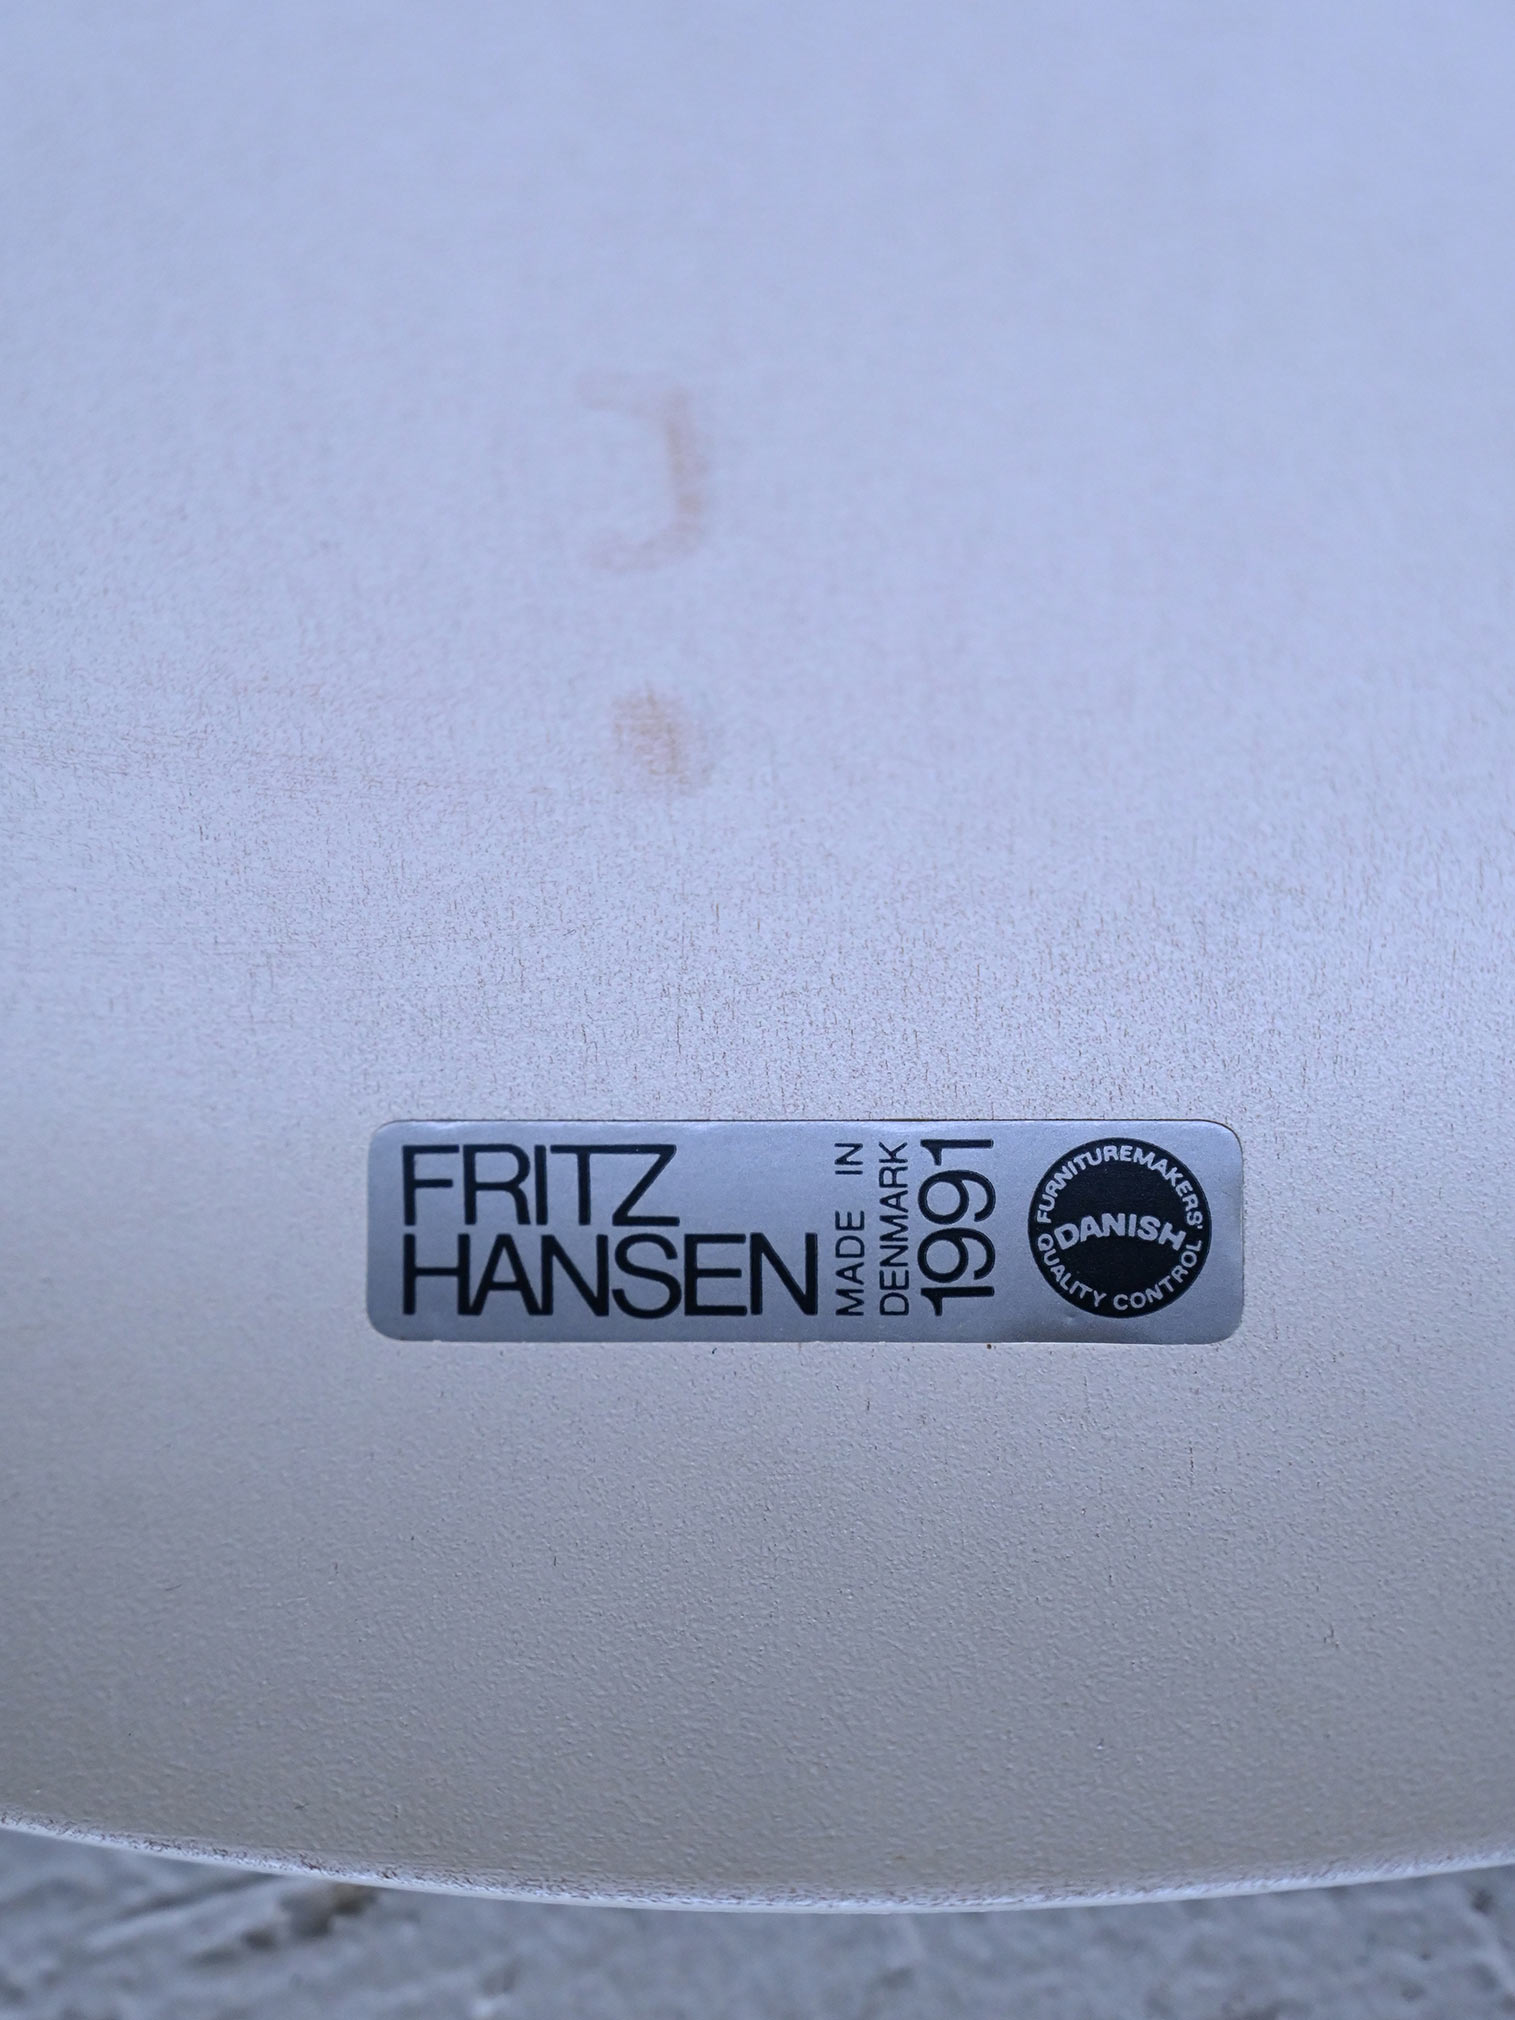 FRITZ
HANSEN
MADE IN
DENMARK
1991
FURNITUREMAKERS'
DANISH
QUALITY CONTROL